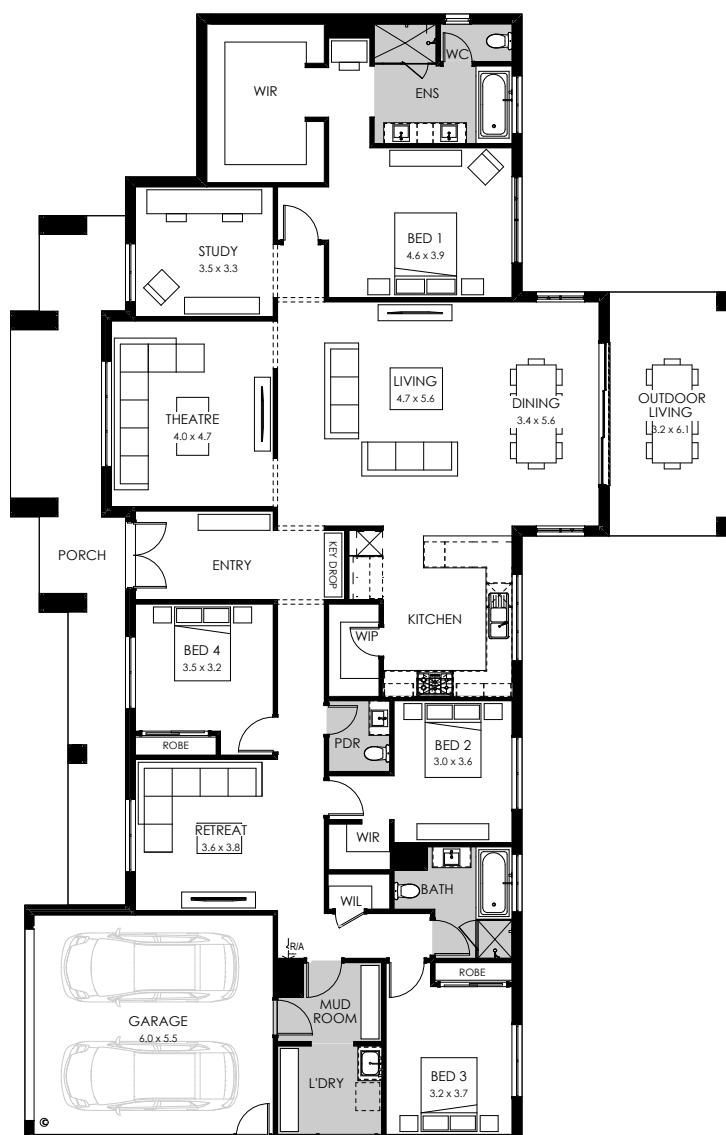 WC
WIR
ENS
STUDY
3.5 x 3.3
BED 1
4.6 x 3.9
THEATRE
4.0 x 4.7
LIVING
4.7 x 5.6
DINING
3.4 x 5.6
OUTDOOR
LIVING
3.2 x 6.1
PORCH
ENTRY
KEY DROP
KITCHEN
WIP
BED 4
3.5 x 3.2
ROBE
PDR
BED 2
3.0 x 3.6
RETREAT
3.6 x 3.8
WIR
WIL
BATH
R/A
ROBE
MUD
ROOM
GARAGE
6.0 x 5.5
L'DRY
BED 3
3.2 x 3.7
©